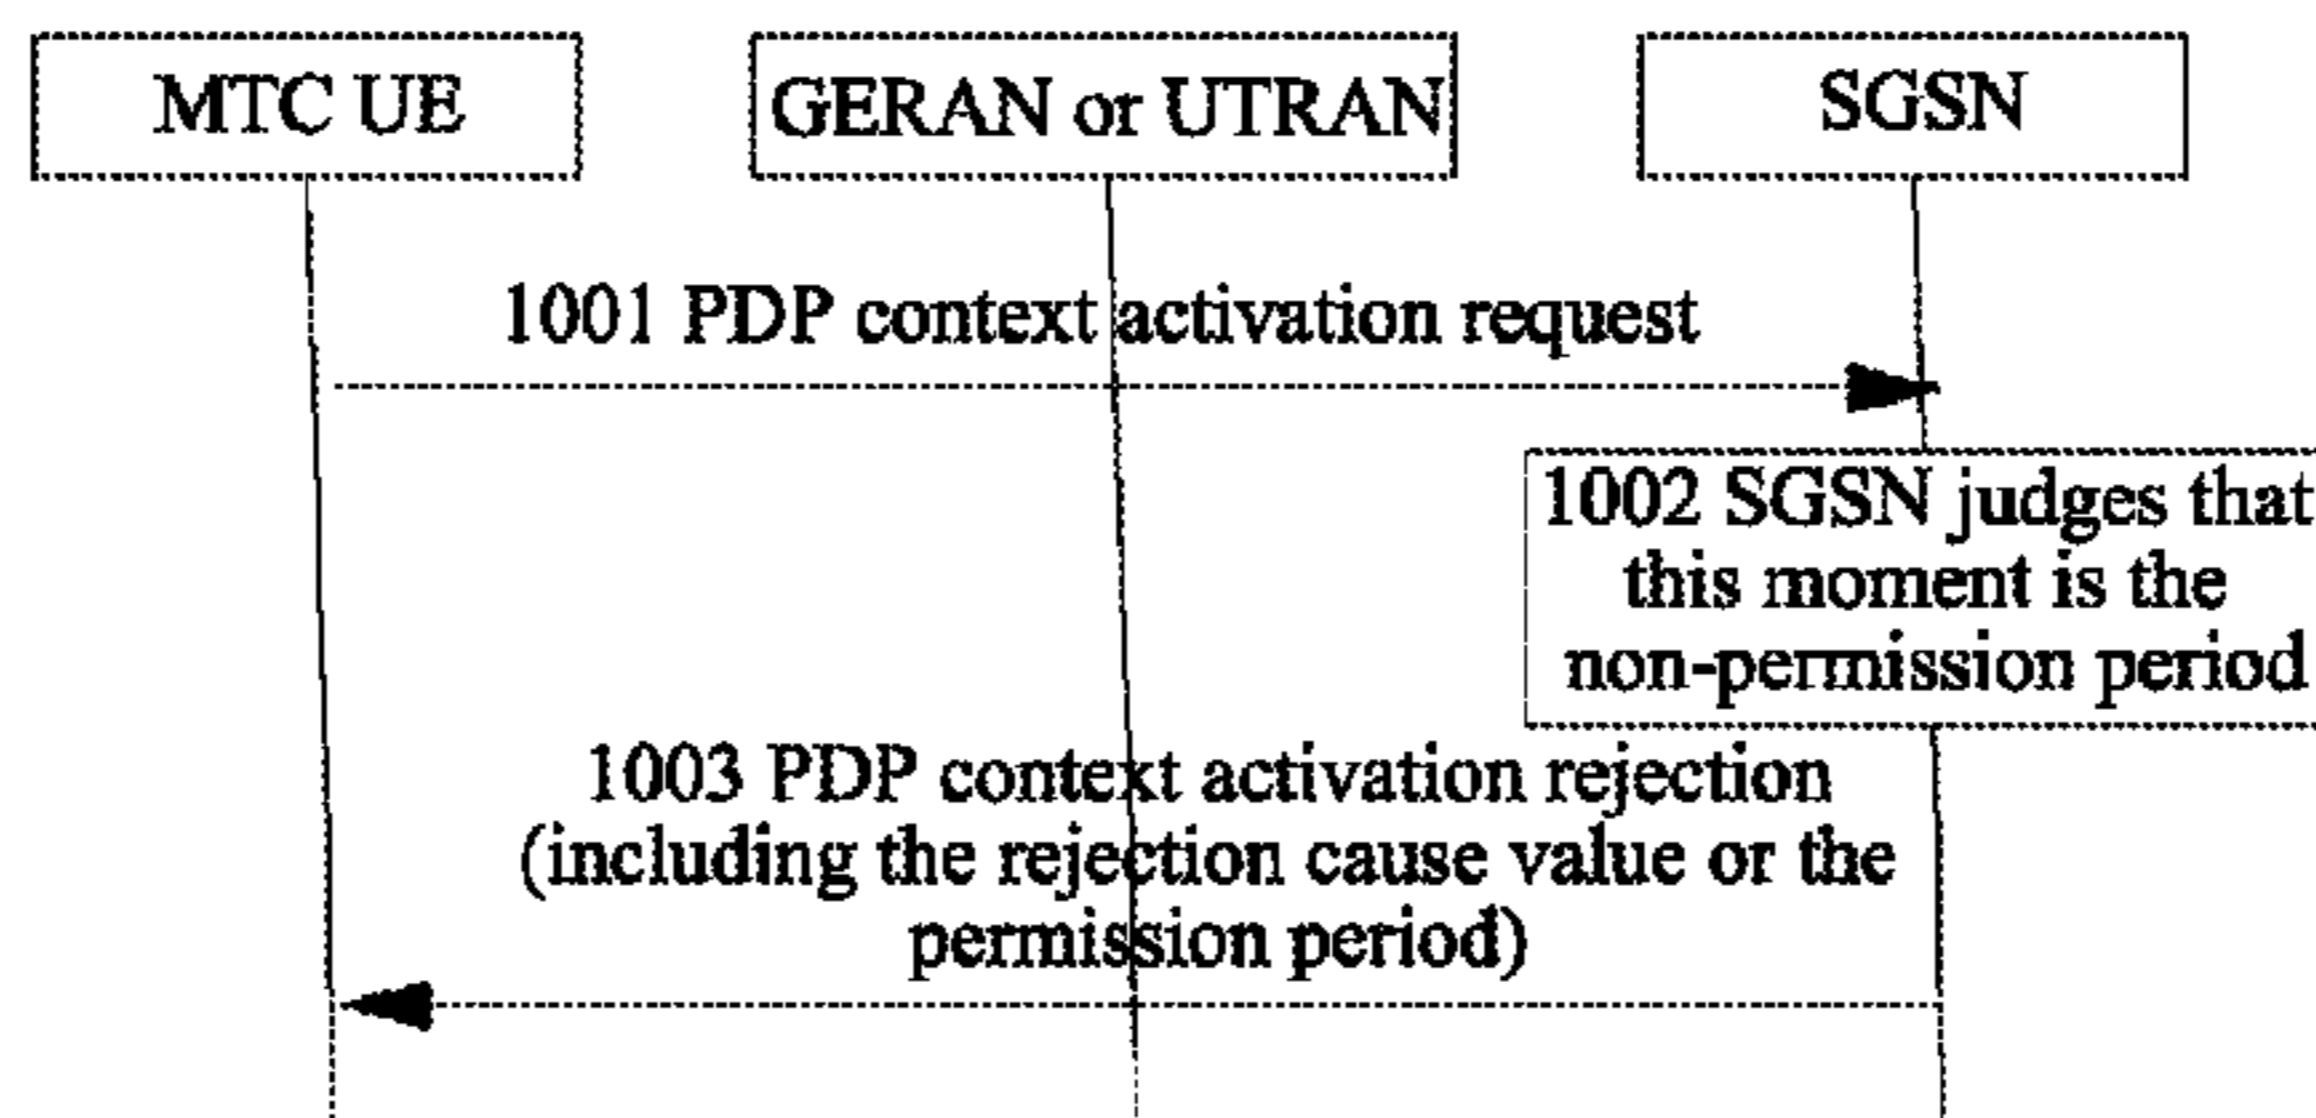 MTC UE
GERAN or UTRAN
SGSN
1001 PDP context activation request
1002 SGSN judges that
this moment is the
non-permission period
1003 PDP context activation rejection
(including the rejection cause value or the
permission period)